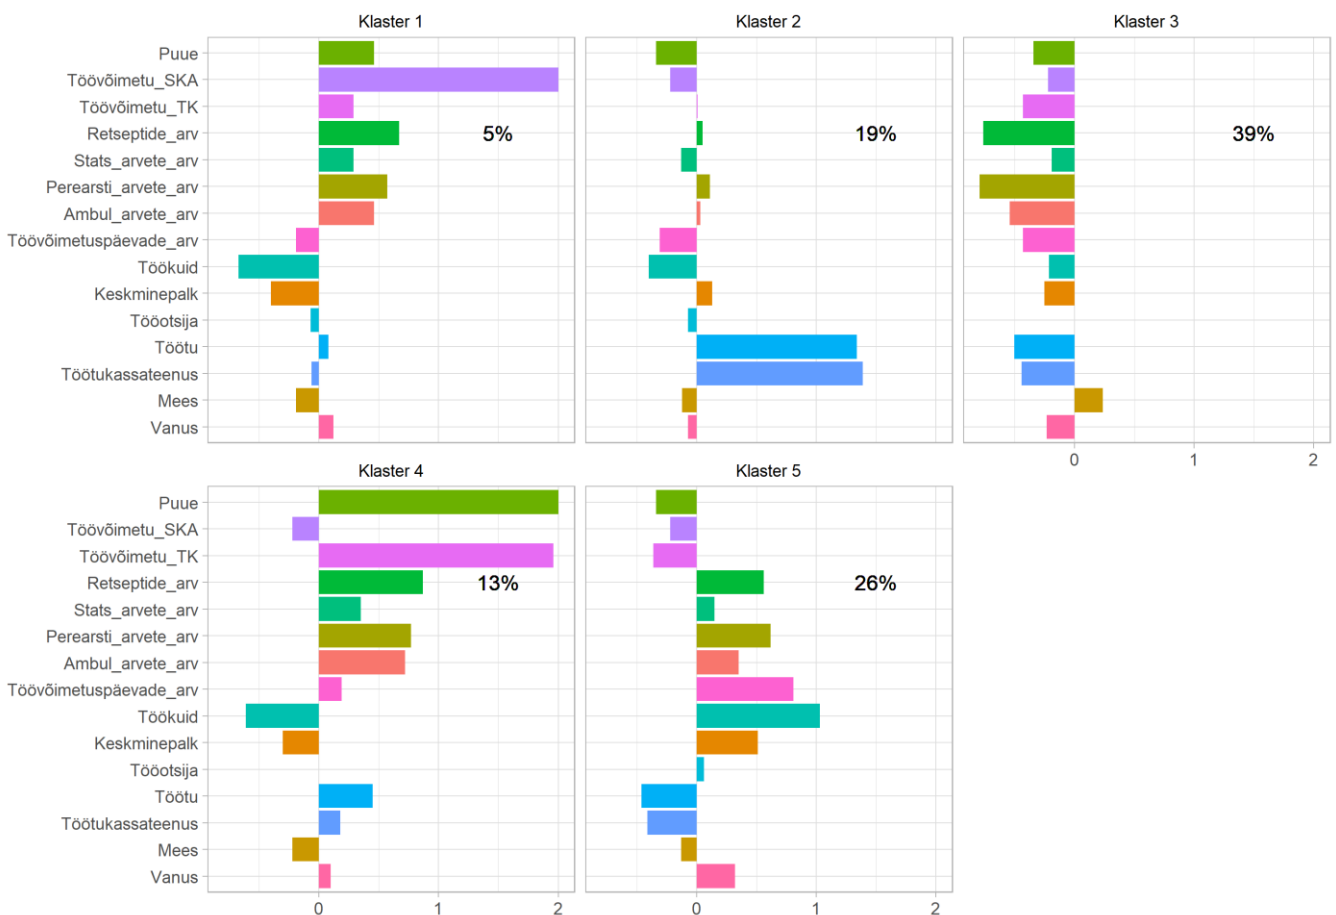 Klaster 1
Klaster 2
Klaster 3
Puue
Töövõimetu_SKA
Töövõimetu_TK
Retseptide_arv
5%
19%
39%
Stats_arvete_arv
Perearsti_arvete_arv
Ambul_arvete_arv
Töövõimetuspäevade_arv
Töökuid
Keskminepalk
Tööotsija
Töötu
Töötukassateenus
Mees
Vanus
0 1 2
Klaster 4
Klaster 5
Puue
Töövõimetu_SKA
Töövõimetu_TK
Retseptide_arv
13%
26%
Stats_arvete_arv
Perearsti_arvete_arv
Ambul_arvete_arv
Töövõimetuspäevade_arv
Töökuid
Keskminepalk
Tööotsija
Töötu
Töötukassateenus
Mees
Vanus
0 1 2
0 1 2